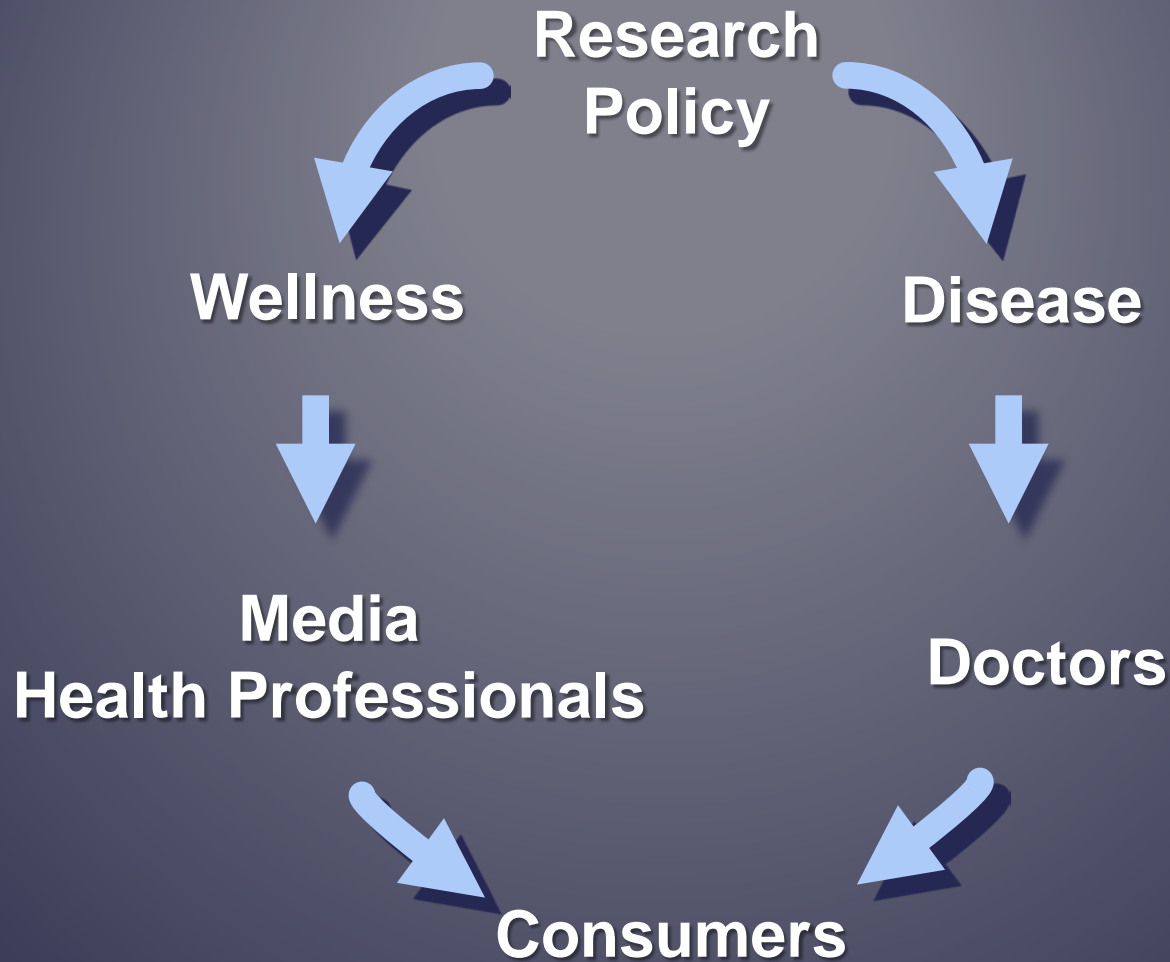 Research
Policy
Wellness
Disease
Media
Health Professionals
Doctors
Consumers